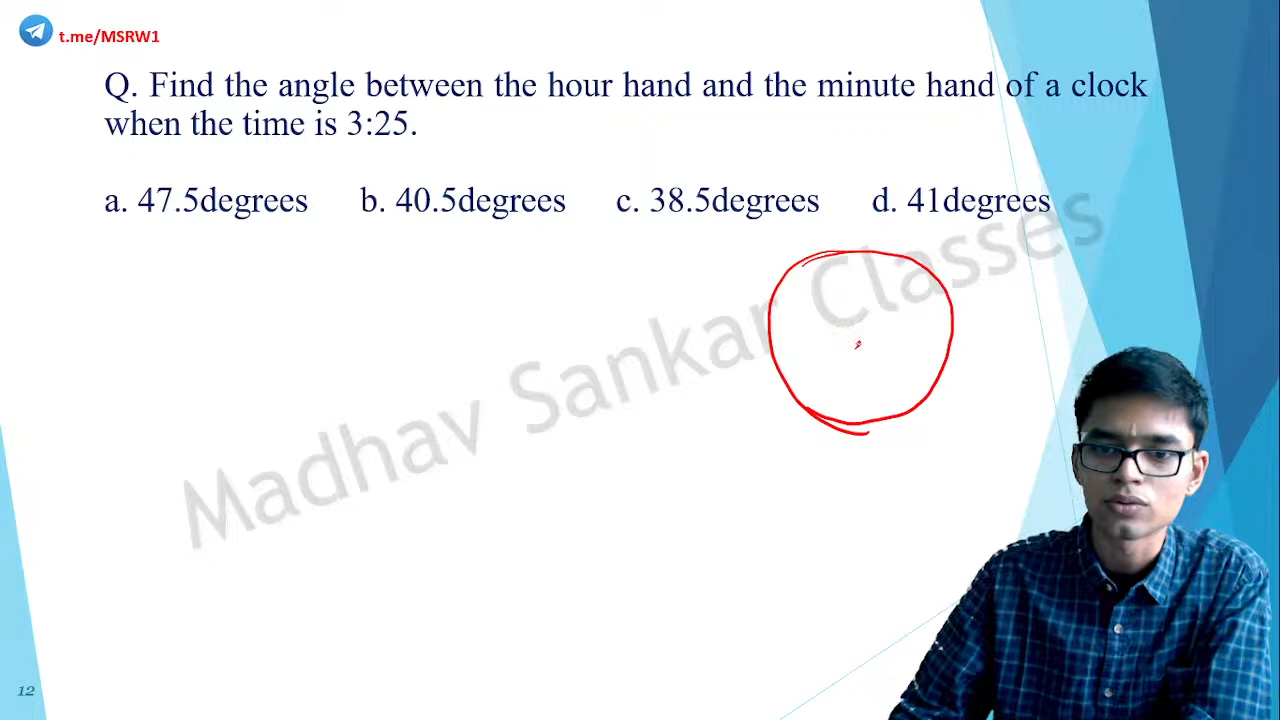 t.me/MSRW1
Q. Find the angle between the hour hand and the minute hand of a clock
when the time is 3:25.
a. 47.5degrees b. 40.5degrees c. 38.5degrees d. 41degrees
Madhav Sankar Classes
12